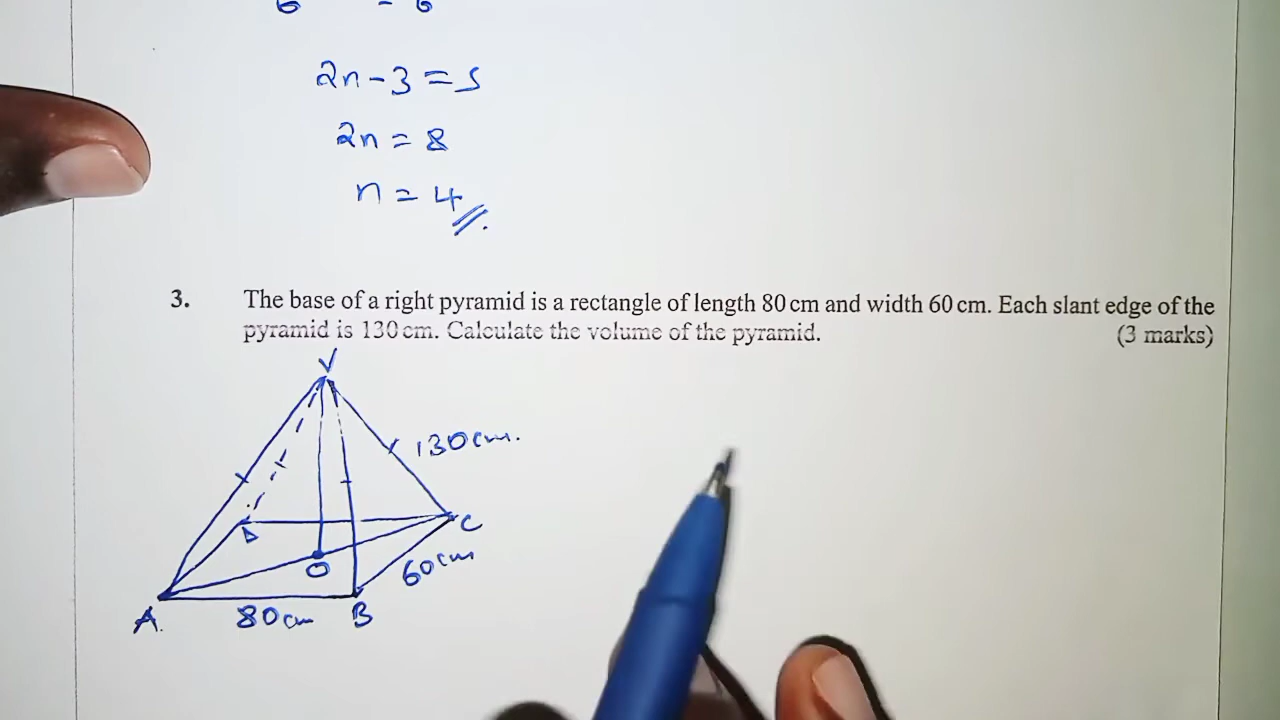 6 = 6
2n - 3 = 5
2n = 8
n = 4
3. The base of a right pyramid is a rectangle of length 80 cm and width 60 cm. Each slant edge of the
pyramid is 130 cm. Calculate the volume of the pyramid. (3 marks)
V
130cm.
D
C
O
60cm
A.
80cm
B